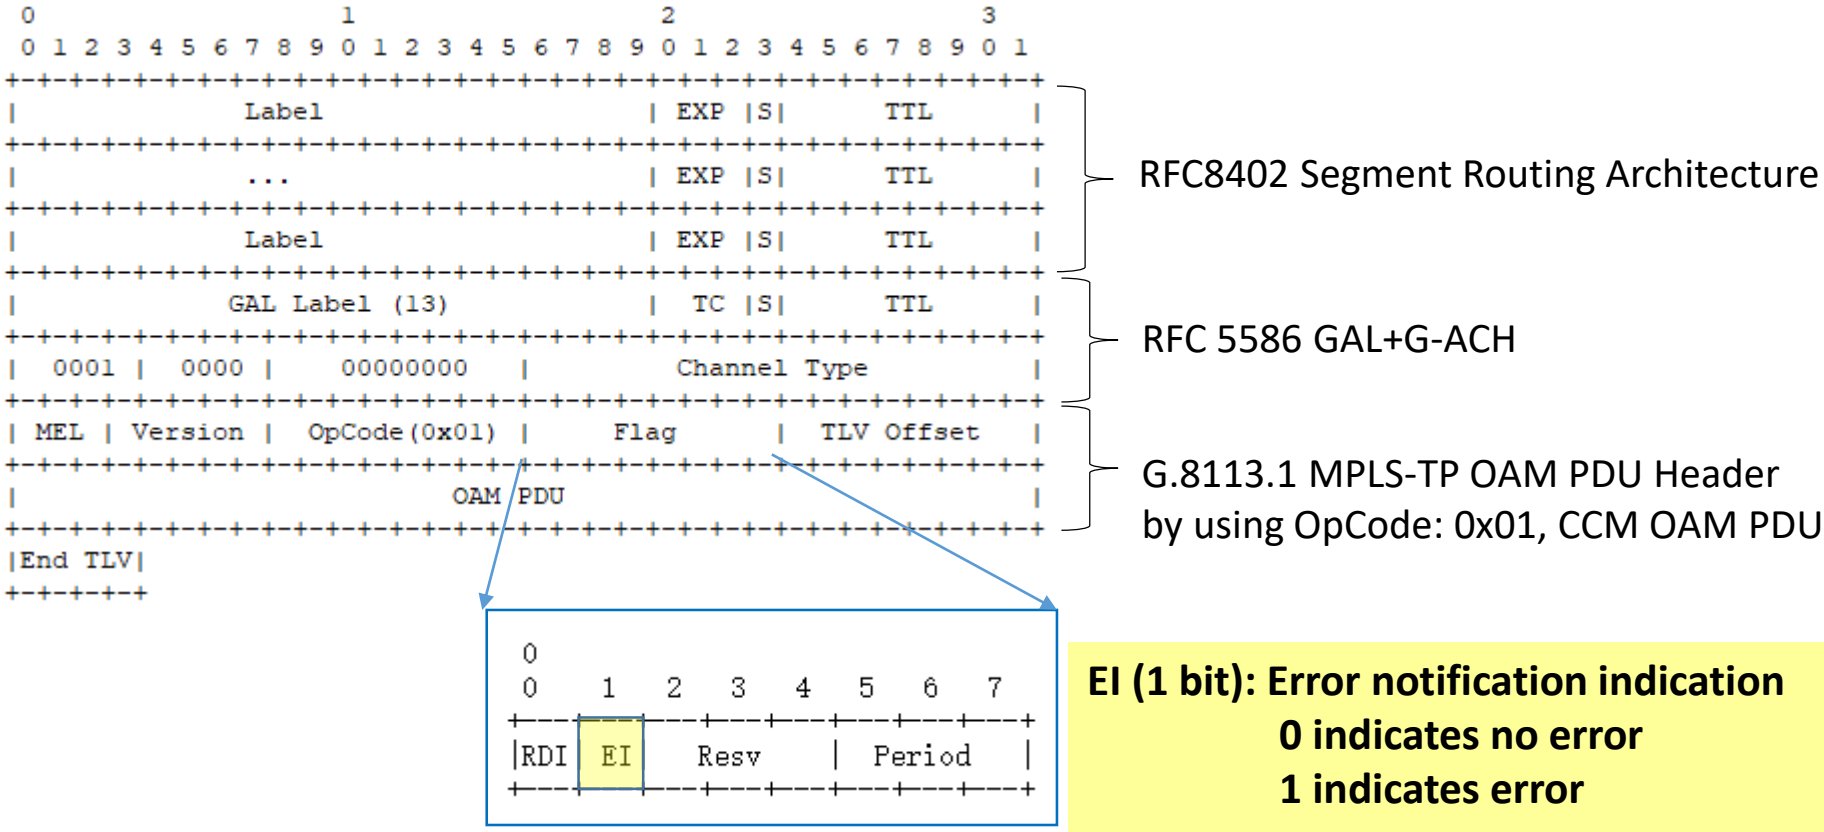 0                   1                   2                   3
0 1 2 3 4 5 6 7 8 9 0 1 2 3 4 5 6 7 8 9 0 1 2 3 4 5 6 7 8 9 0 1
+-+-+-+-+-+-+-+-+-+-+-+-+-+-+-+-+-+-+-+-+-+-+-+-+-+-+-+-+-+-+-+-+
| Label | EXP |S| TTL |
+-+-+-+-+-+-+-+-+-+-+-+-+-+-+-+-+-+-+-+-+-+-+-+-+-+-+-+-+-+-+-+-+
| ... | EXP |S| TTL |
+-+-+-+-+-+-+-+-+-+-+-+-+-+-+-+-+-+-+-+-+-+-+-+-+-+-+-+-+-+-+-+-+
| Label | EXP |S| TTL |
+-+-+-+-+-+-+-+-+-+-+-+-+-+-+-+-+-+-+-+-+-+-+-+-+-+-+-+-+-+-+-+-+
| GAL Label (13) | TC |S| TTL |
+-+-+-+-+-+-+-+-+-+-+-+-+-+-+-+-+-+-+-+-+-+-+-+-+-+-+-+-+-+-+-+-+
| 0001 | 0000 | 00000000 | Channel Type |
+-+-+-+-+-+-+-+-+-+-+-+-+-+-+-+-+-+-+-+-+-+-+-+-+-+-+-+-+-+-+-+-+
| MEL | Version | OpCode(0x01) | Flag | TLV Offset |
+-+-+-+-+-+-+-+-+-+-+-+-+-+-+-+-+-+-+-+-+-+-+-+-+-+-+-+-+-+-+-+-+
| OAM PDU |
+-+-+-+-+-+-+-+-+-+-+-+-+-+-+-+-+-+-+-+-+-+-+-+-+-+-+-+-+-+-+-+-+
|End TLV|
+-+-+-+-+
RFC8402 Segment Routing Architecture
RFC 5586 GAL+G-ACH
G.8113.1 MPLS-TP OAM PDU Header
by using OpCode: 0x01, CCM OAM PDU
0
0 1 2 3 4 5 6 7
+---+---+---+---+---+---+---+---+
|RDI| EI| Resv | Period |
+---+---+---+---+---+---+---+---+
EI (1 bit): Error notification indication
0 indicates no error
1 indicates error